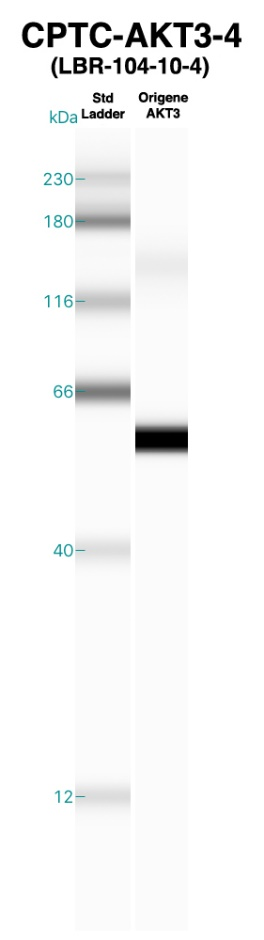 CPTC-AKT3-4
(LBR-104-10-4)
kDa
Std
Ladder
Origene
AKT3
230
180
116
66
40
12